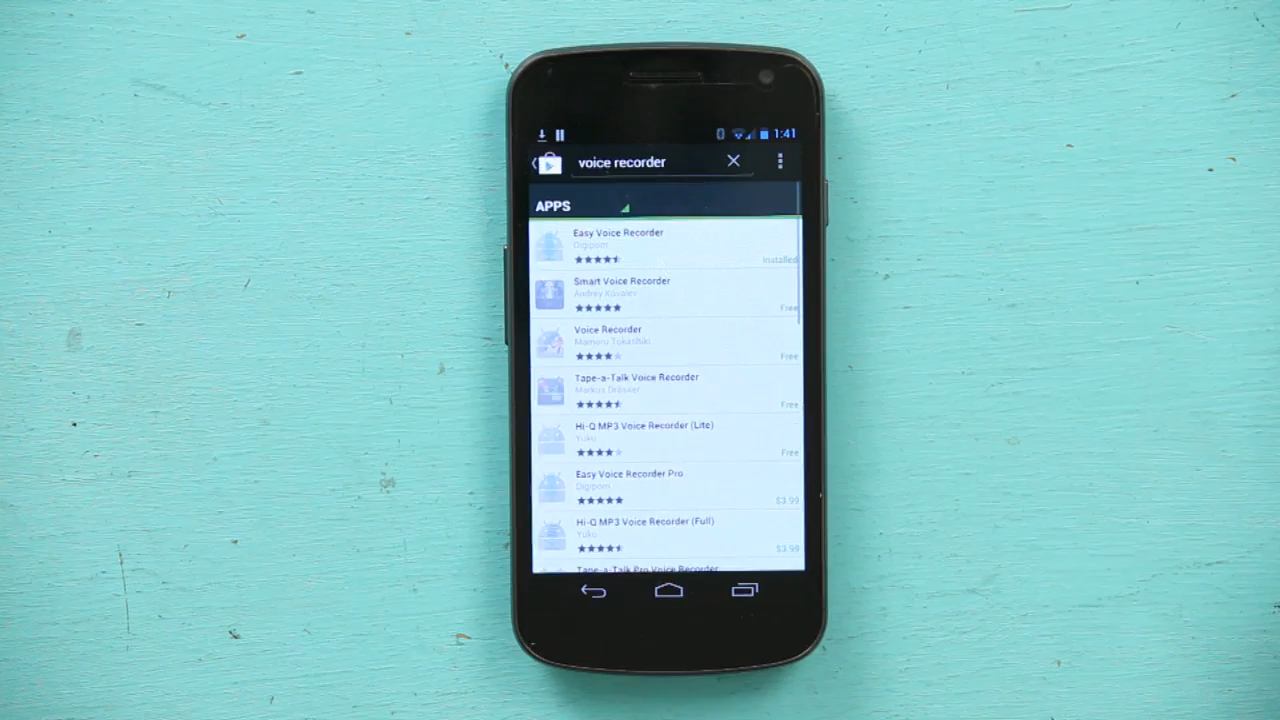 1:41
voice recorder
APPS
Easy Voice Recorder
Digipom
Installed
Smart Voice Recorder
Andrey Kovalev
Free
Voice Recorder
Mamoru Tokashiki
Free
Tape-a-Talk Voice Recorder
Markus Drösser
Free
Hi-Q MP3 Voice Recorder (Lite)
Yuku
Free
Easy Voice Recorder Pro
Digipom
$3.99
Hi-Q MP3 Voice Recorder (Full)
Yuku
$3.99
Tape-a-Talk Pro Voice Recorder